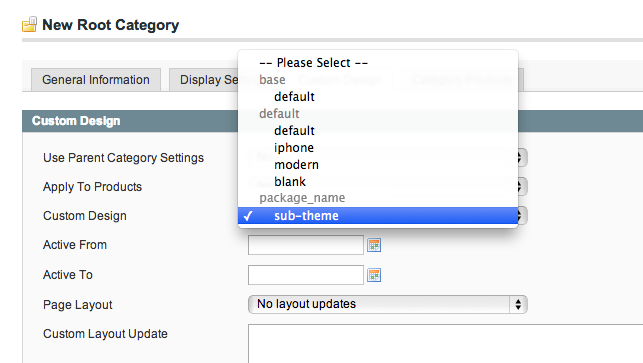 New Root Category
-- Please Select --
General Information
Display Se
base
default
default
Custom Design
default
iphone
Use Parent Category Settings
modern
Apply To Products
blank
package_name
Custom Design
✓ sub-theme
Active From
Active To
Page Layout
No layout updates
Custom Layout Update